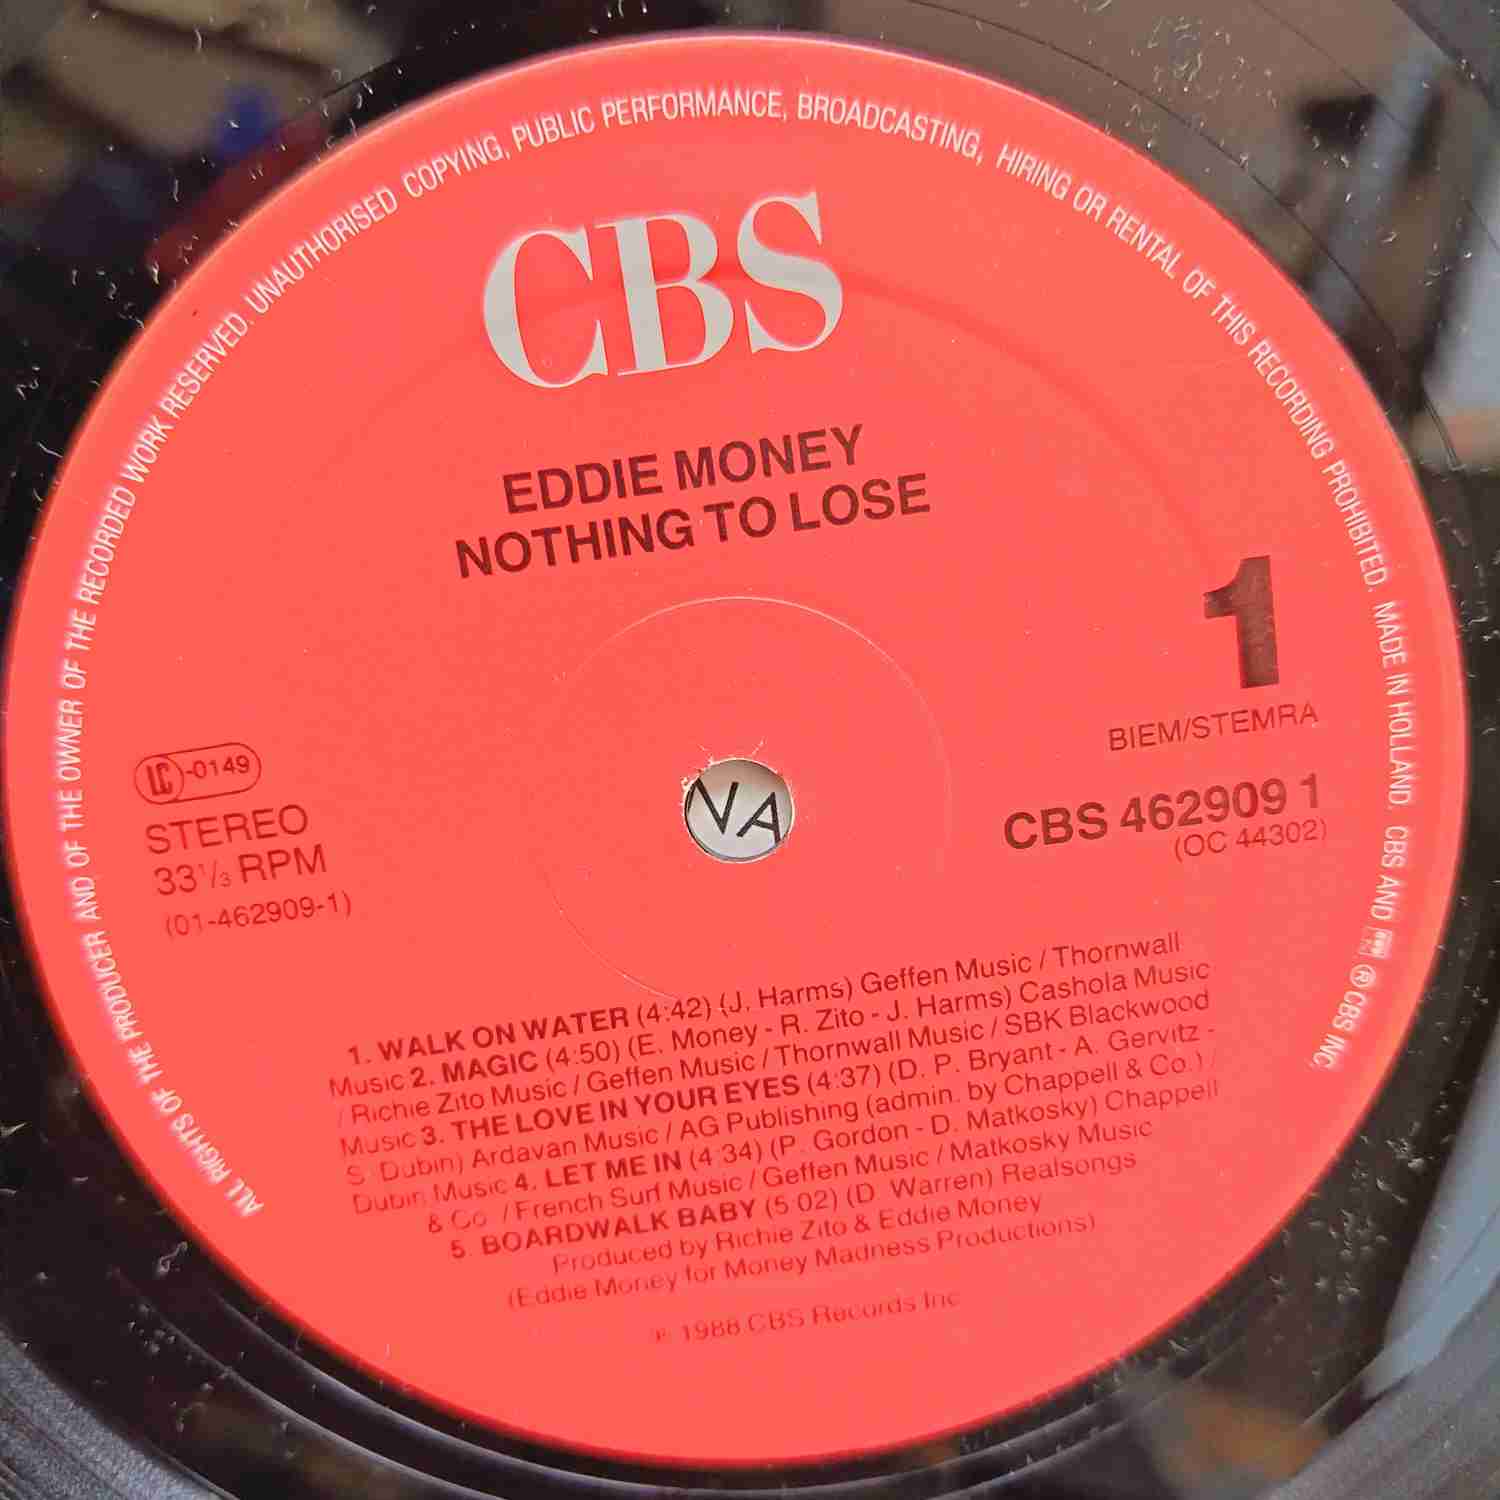 ALL RIGHTS OF THE PRODUCER AND OF THE OWNER OF THE RECORDED WORK RESERVED. UNAUTHORISED COPYING, PUBLIC PERFORMANCE, BROADCASTING, HIRING OR RENTAL OF THIS RECORDING PROHIBITED. MADE IN HOLLAND. CBS AND ® CBS INC.
CBS
EDDIE MONEY
NOTHING TO LOSE
1
BIEM/STEMRA
LC-0149
STEREO
33 1/3 RPM
(01-462909-1)
CBS 462909 1
(OC 44302)
VA
1. WALK ON WATER (4:42) (J. Harms) Geffen Music / Thornwall
Music 2. MAGIC (4:50) (E. Money - R. Zito - J. Harms) Cashola Music
/ Richie Zito Music / Geffen Music / Thornwall Music / SBK Blackwood
Music 3. THE LOVE IN YOUR EYES (4:37) (D. P. Bryant - A. Gervitz -
S. Dubin) Ardavan Music / AG Publishing (admin. by Chappell & Co.) /
Dubin Music 4. LET ME IN (4:34) (P. Gordon - D. Matkosky) Chappell
& Co. / French Surf Music / Geffen Music / Matkosky Music
5. BOARDWALK BABY (5:02) (D. Warren) Realsongs
Produced by Richie Zito & Eddie Money
(Eddie Money for Money Madness Productions)
℗ 1988 CBS Records Inc.